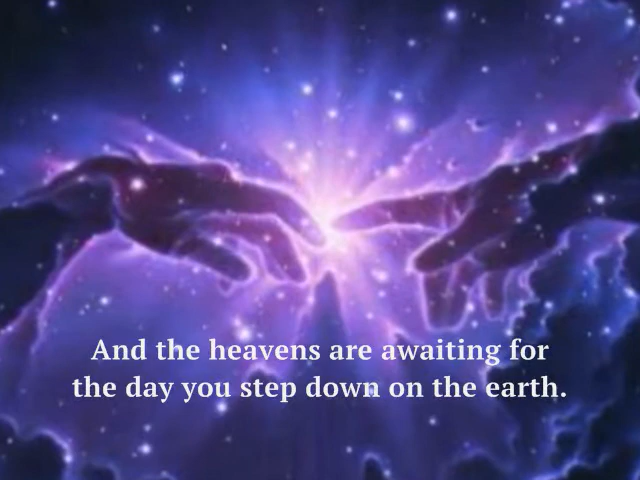 And the heavens are awaiting for
the day you step down on the earth.